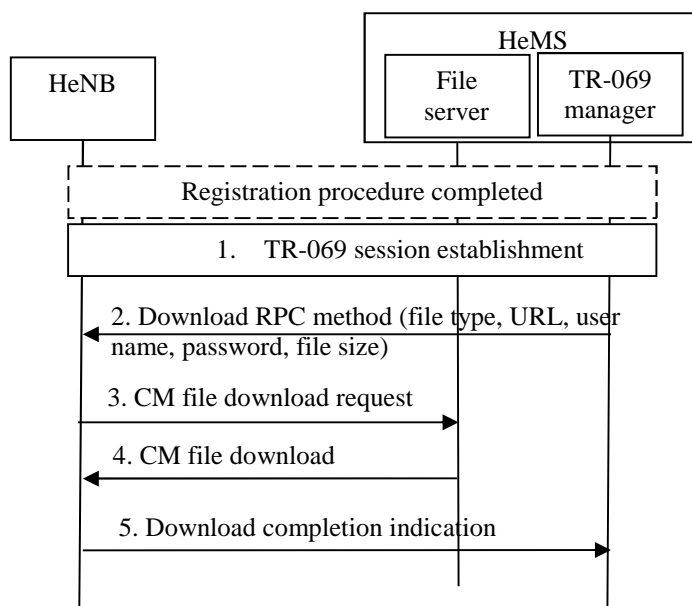 HeMS
HeNB
File
server
TR-069
manager
Registration procedure completed
1. TR-069 session establishment
2. Download RPC method (file type, URL, user
name, password, file size)
3. CM file download request
4. CM file download
5. Download completion indication